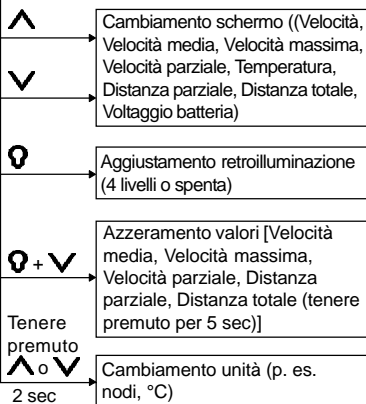 Cambiamento schermo ((Velocità,
Velocità media, Velocità massima,
Velocità parziale, Temperatura,
Distanza parziale, Distanza totale,
Voltaggio batteria)
Aggiustamento retroilluminazione
(4 livelli o spenta)
+
Azzeramento valori [Velocità
media, Velocità massima,
Velocità parziale, Distanza
parziale, Distanza totale (tenere
premuto per 5 sec)]
Tenere
premuto
o
2 sec
Cambiamento unità (p. es.
nodi, °C)